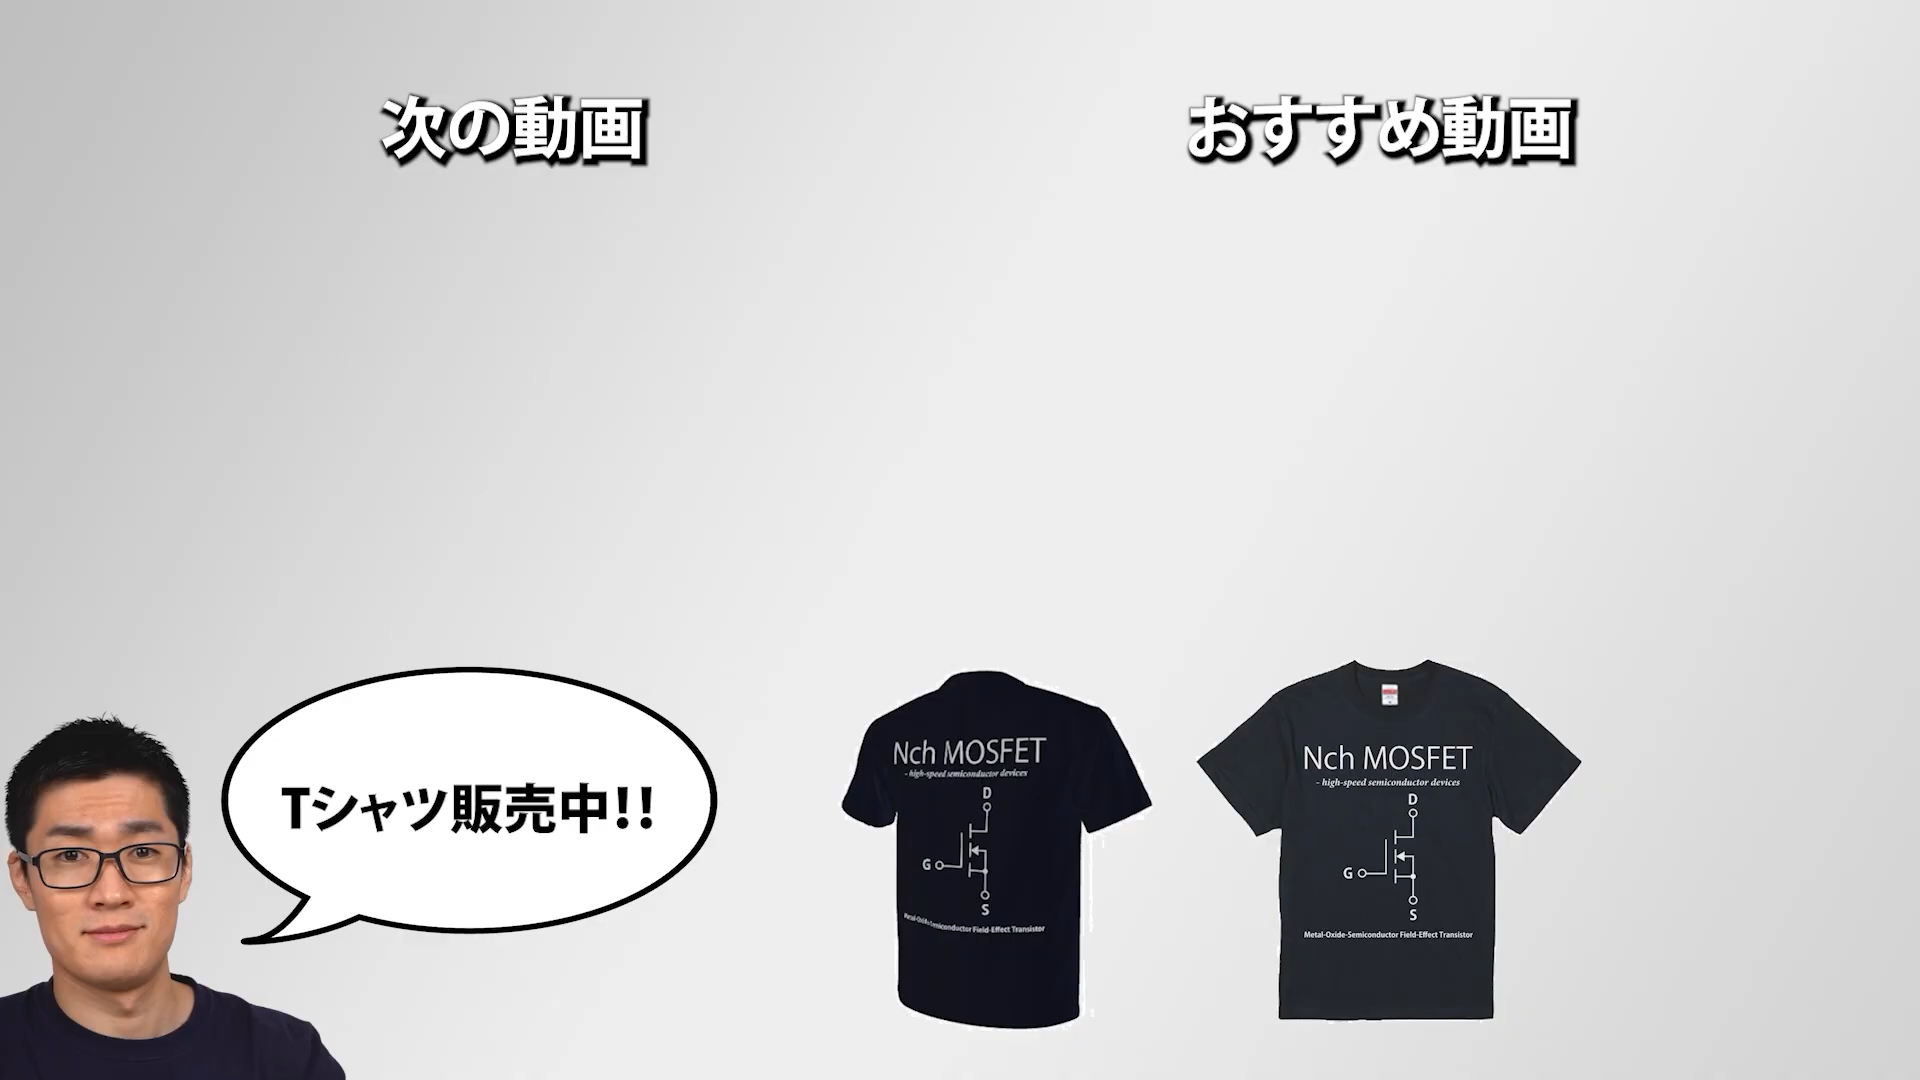 次の動画
おすすめ動画
Tシャツ販売中!!
Nch MOSFET
- high-speed semiconductor devices
D
G
S
Metal-Oxide-Semiconductor Field-Effect Transistor
Nch MOSFET
- high-speed semiconductor devices
D
G
S
Metal-Oxide-Semiconductor Field-Effect Transistor